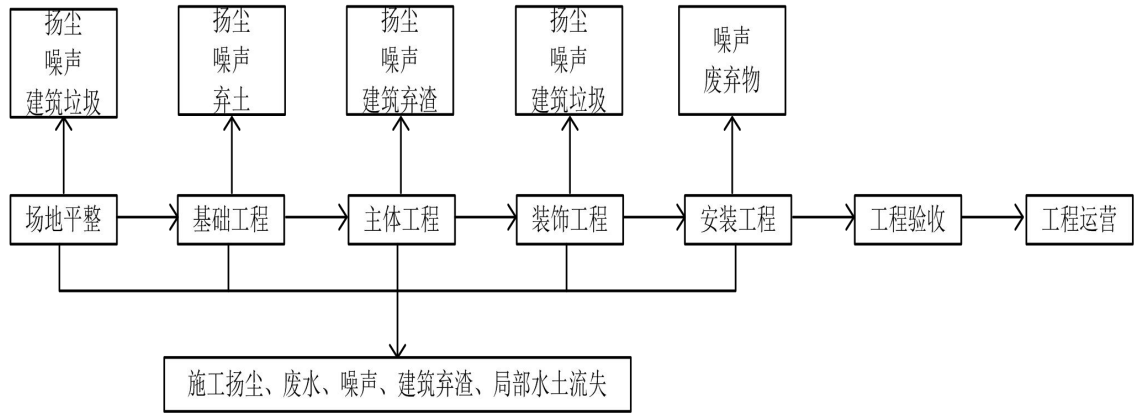 扬尘
噪声
建筑垃圾
扬尘
噪声
弃土
扬尘
噪声
建筑弃渣
扬尘
噪声
建筑垃圾
噪声
废弃物
场地平整
基础工程
主体工程
装饰工程
安装工程
工程验收
工程运营
施工扬尘、废水、噪声、建筑弃渣、局部水土流失